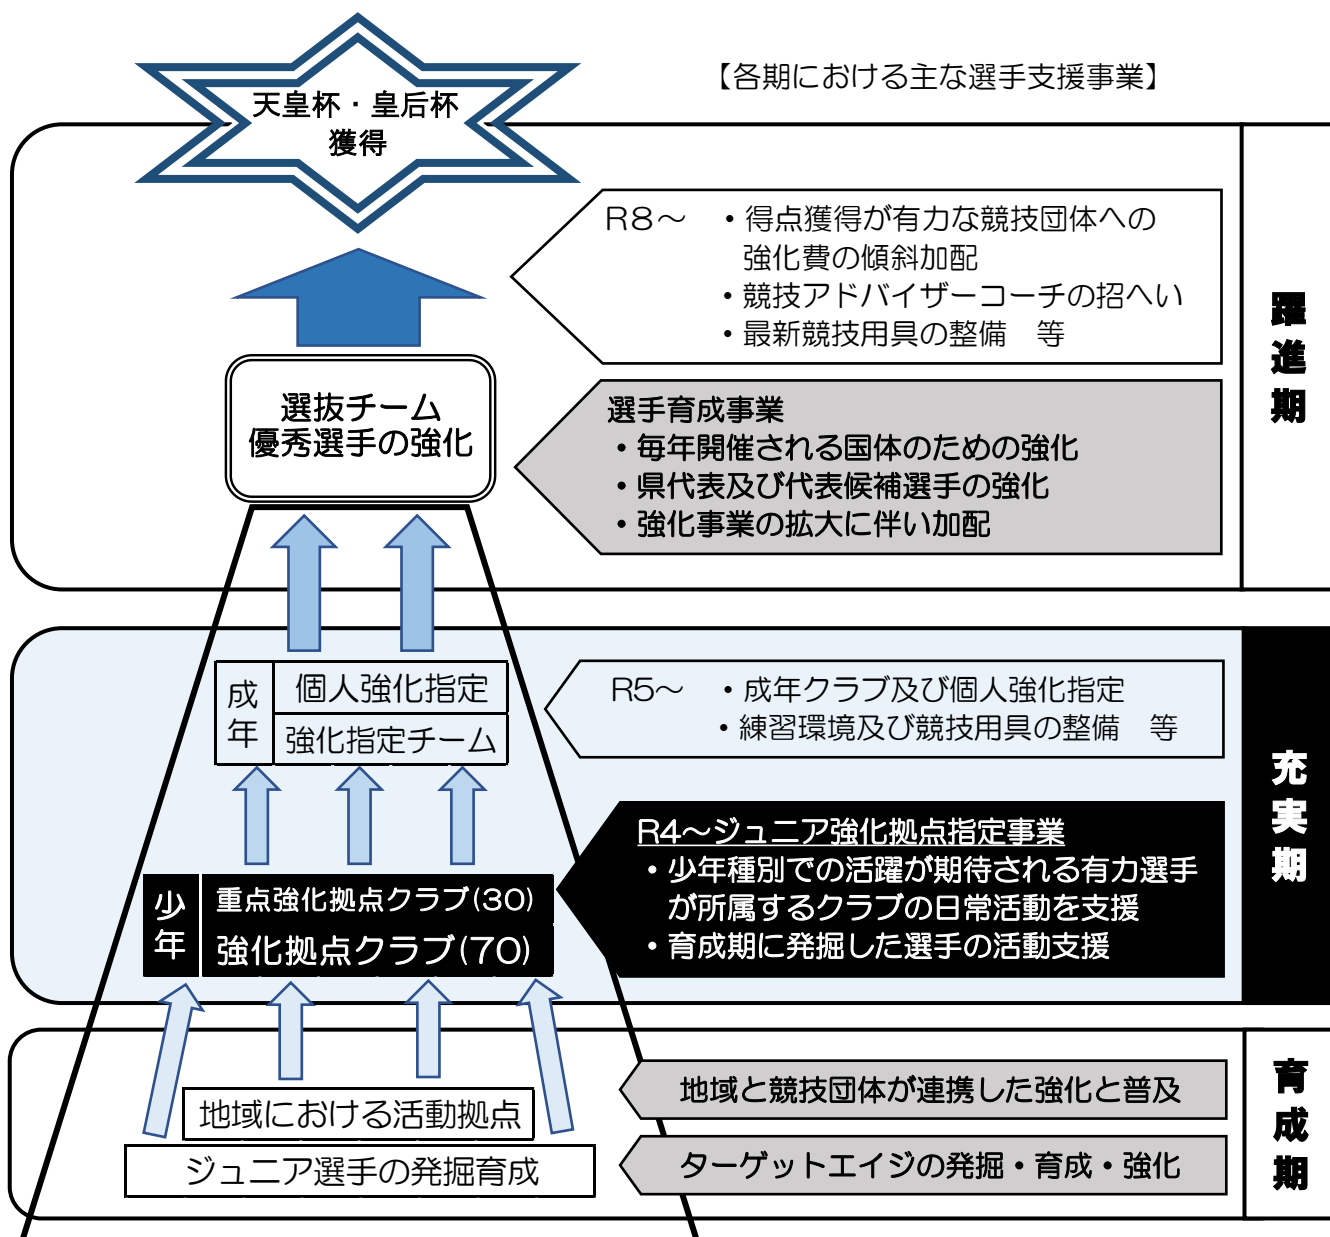 【各期における主な選手支援事業】
天皇杯・皇后杯
獲得
R8～　・得点獲得が有力な競技団体への
強化費の傾斜加配
・競技アドバイザーコーチの招へい
・最新競技用具の整備　等
選抜チーム
優秀選手の強化
選手育成事業
・毎年開催される国体のための強化
・県代表及び代表候補選手の強化
・強化事業の拡大に伴い加配
躍進期
成年
個人強化指定
強化指定チーム
R5～　・成年クラブ及び個人強化指定
・練習環境及び競技用具の整備　等
少年
重点強化拠点クラブ(30)
強化拠点クラブ(70)
R4～ジュニア強化拠点指定事業
・少年種別での活躍が期待される有力選手
が所属するクラブの日常活動を支援
・育成期に発掘した選手の活動支援
充実期
地域における活動拠点
ジュニア選手の発掘育成
地域と競技団体が連携した強化と普及
ターゲットエイジの発掘・育成・強化
育成期